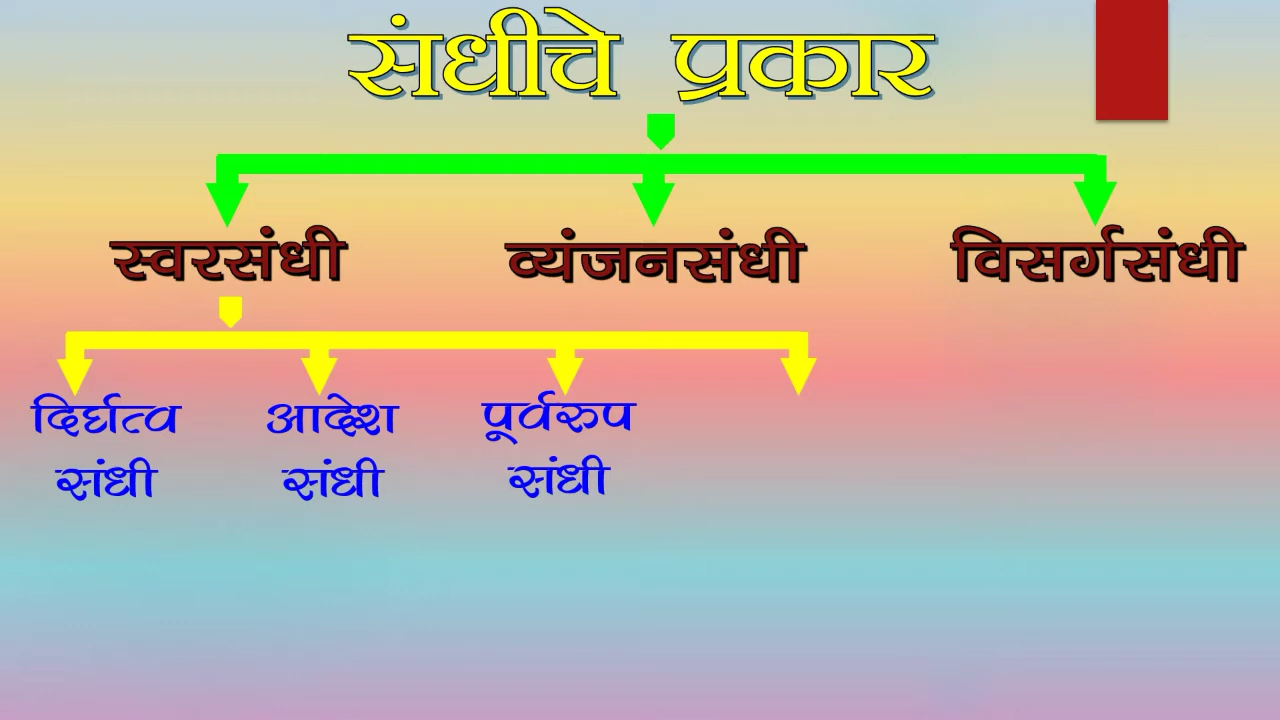 संधीचे प्रकार
स्वरसंधी व्यंजनसंधी विसर्गसंधी
दिर्घत्व आदेश पूर्वरुप
संधी संधी संधी